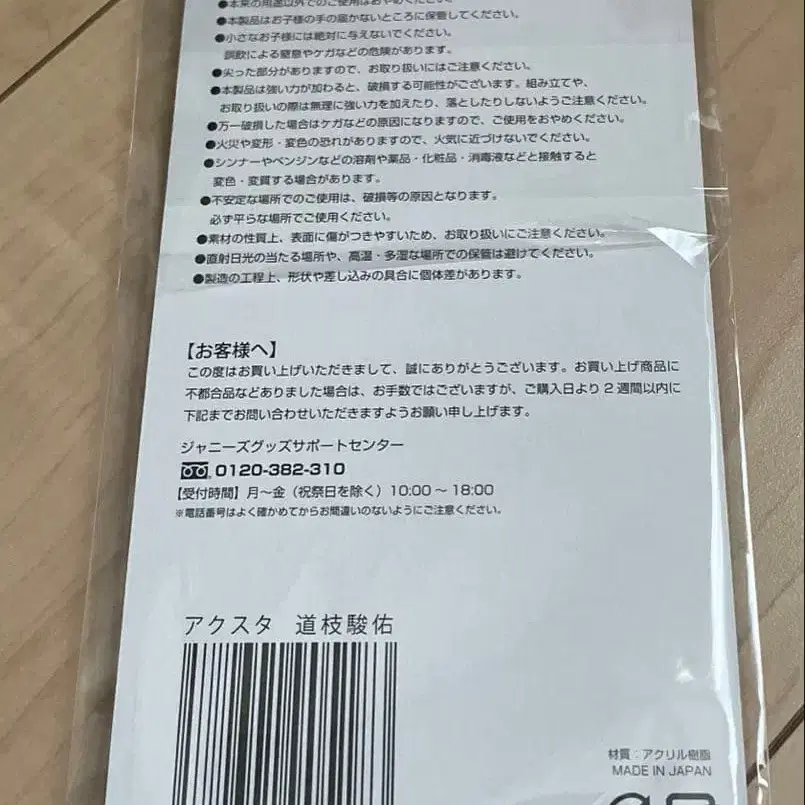 ●本来の用途以外でのご使用はおやめください。
●本製品はお子様の手の届かないところに保管してください。
●小さなお子様には絶対に与えないでください。
誤飲による窒息やケガなどの危険があります。
●尖った部分がありますので、お取り扱いにはご注意ください。
●本製品は強い力が加わると、破損する可能性がございます。組み立てや、
お取り扱いの際は無理に強い力を加えたり、落としたりしないようご注意ください。
●万一破損した場合はケガなどの原因になりますので、ご使用をおやめください。
●火災や変形・変色の恐れがありますので、火気に近づけないでください。
●シンナーやベンジンなどの溶剤や薬品・化粧品・消毒液などと接触すると
変色・変質する場合があります。
●不安定な場所でのご使用は、破損等の原因となります。
必ず平らな場所でご使用ください。
●素材の性質上、表面に傷がつきやすいため、お取り扱いにご注意ください。
●直射日光の当たる場所や、高温・多湿な場所での保管は避けてください。
●製造の工程上、形状や差し込みの具合に個体差があります。
【お客様へ】
この度はお買い上げいただきまして、誠にありがとうございます。お買い上げ商品に
不都合品などありました場合は、お手数ではございますが、ご購入日より2週間以内に
下記までお問い合わせいただきますようお願い申し上げます。
ジャニーズグッズサポートセンター
0120-382-310
【受付時間】月〜金（祝祭日を除く）10:00〜18:00
※電話番号はよく確かめてからお間違いのないようにご注意ください。
アクスタ 道枝駿佑
材質：アクリル樹脂
MADE IN JAPAN